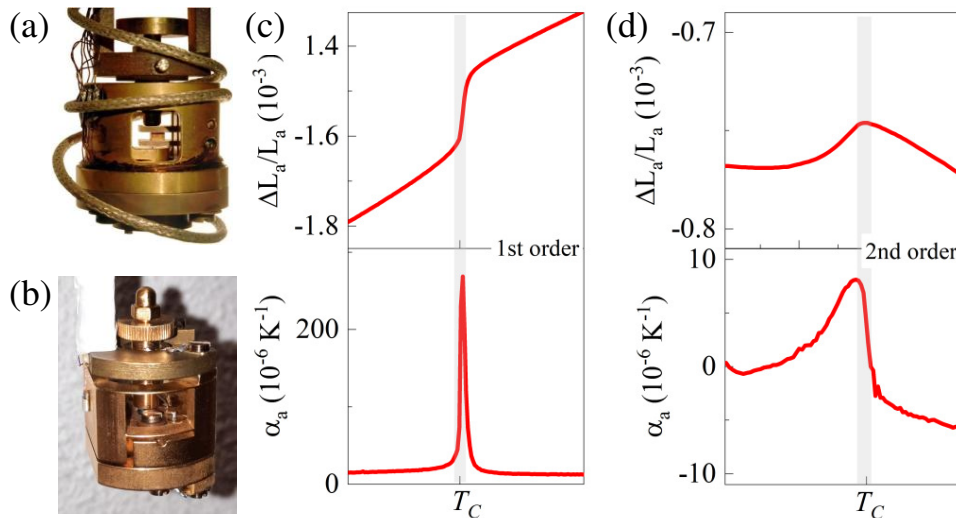 (a)
(b)
(c)
1.4
-1.6
-1.8
ΔLa/La (10-3)
1st order
200
0
αa (10-6 K-1)
TC
(d)
-0.7
-0.8
ΔLa/La (10-3)
2nd order
10
0
-10
αa (10-6 K-1)
TC